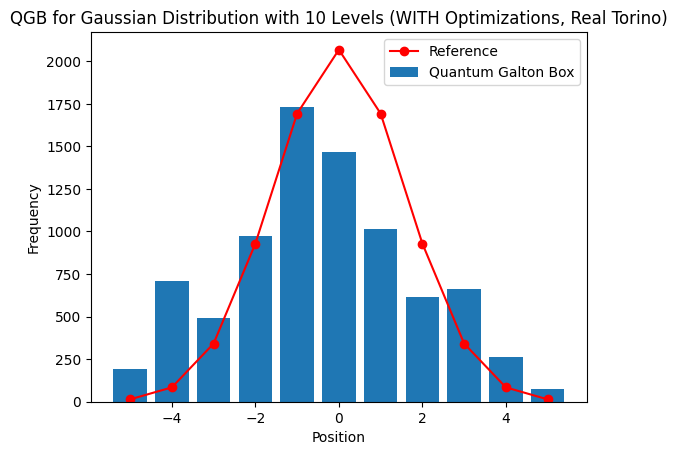 QGB for Gaussian Distribution with 10 Levels (WITH Optimizations, Real Torino)
Reference
Quantum Galton Box
2000
1750
1500
1250
1000
750
500
250
0
Frequency
−4 −2 0 2 4
Position